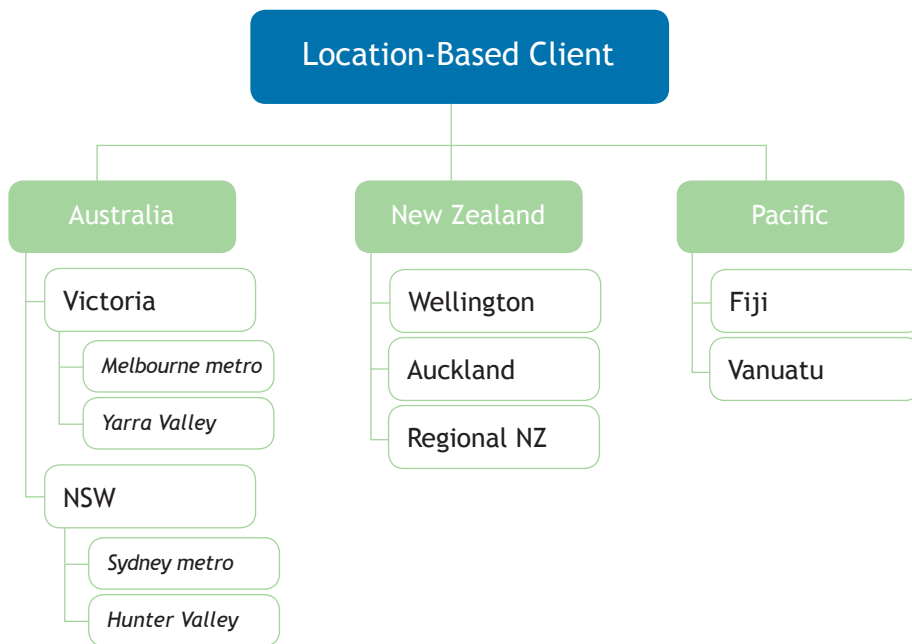 Location-Based Client
Australia
Victoria
Melbourne metro
Yarra Valley
NSW
Sydney metro
Hunter Valley
New Zealand
Wellington
Auckland
Regional NZ
Pacific
Fiji
Vanuatu